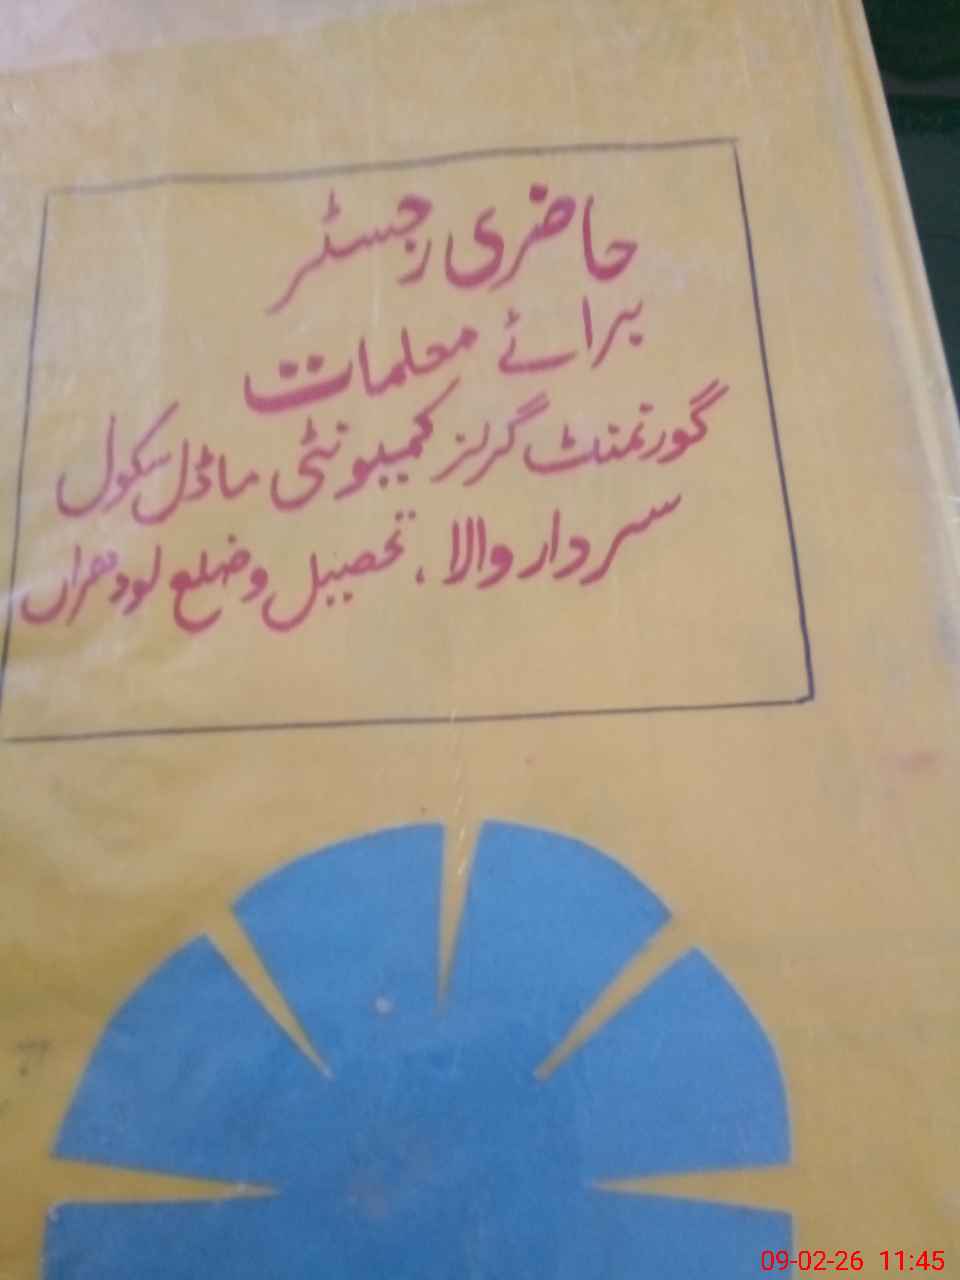 حاضری رجسٹر
برائے معلمات
گورنمنٹ گرلز کمیونٹی ماڈل سکول
سردار والا، تحصیل و ضلع لودھراں
09-02-26 11:45